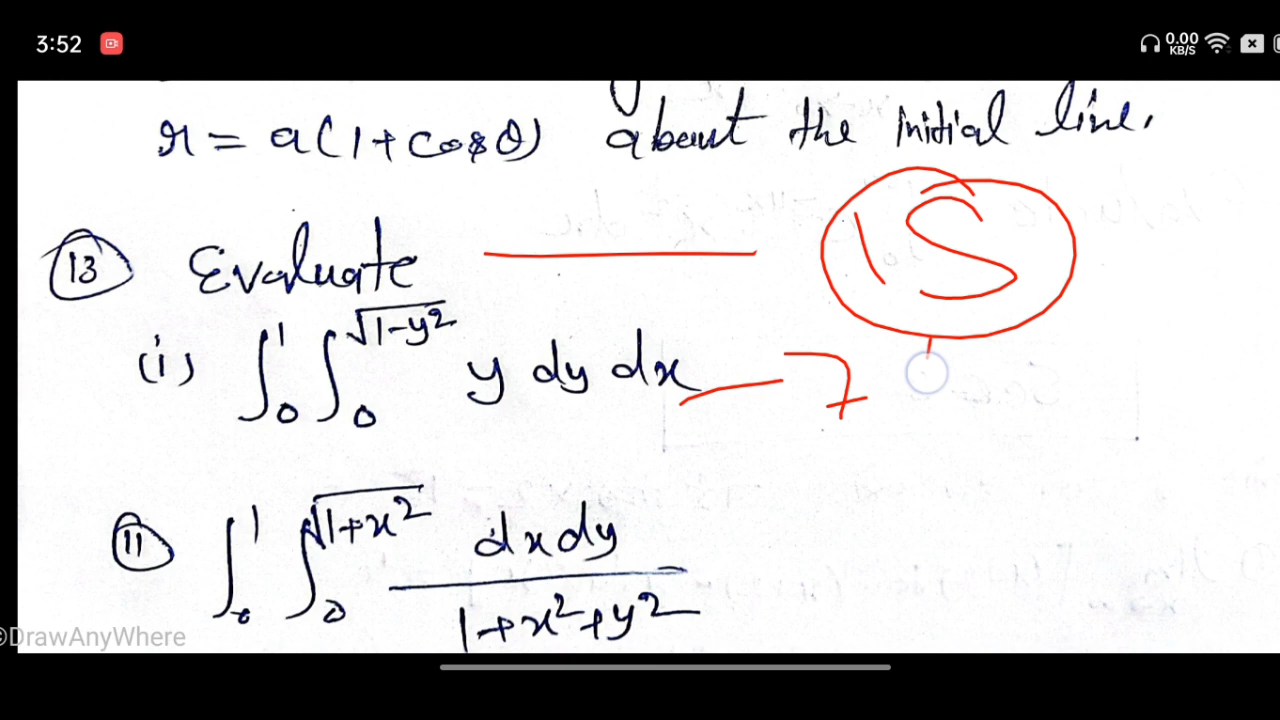 3:52 0.00 KB/S
r = a(1+cosθ) about the initial line.
13 Evaluate 15
(i) ∫₀¹ ∫₀^√(1-y²) y dy dx — 7
(ii) ∫₀¹ ∫₀^√(1+x²) dx dy / (1+x²+y²)
©DrawAnyWhere